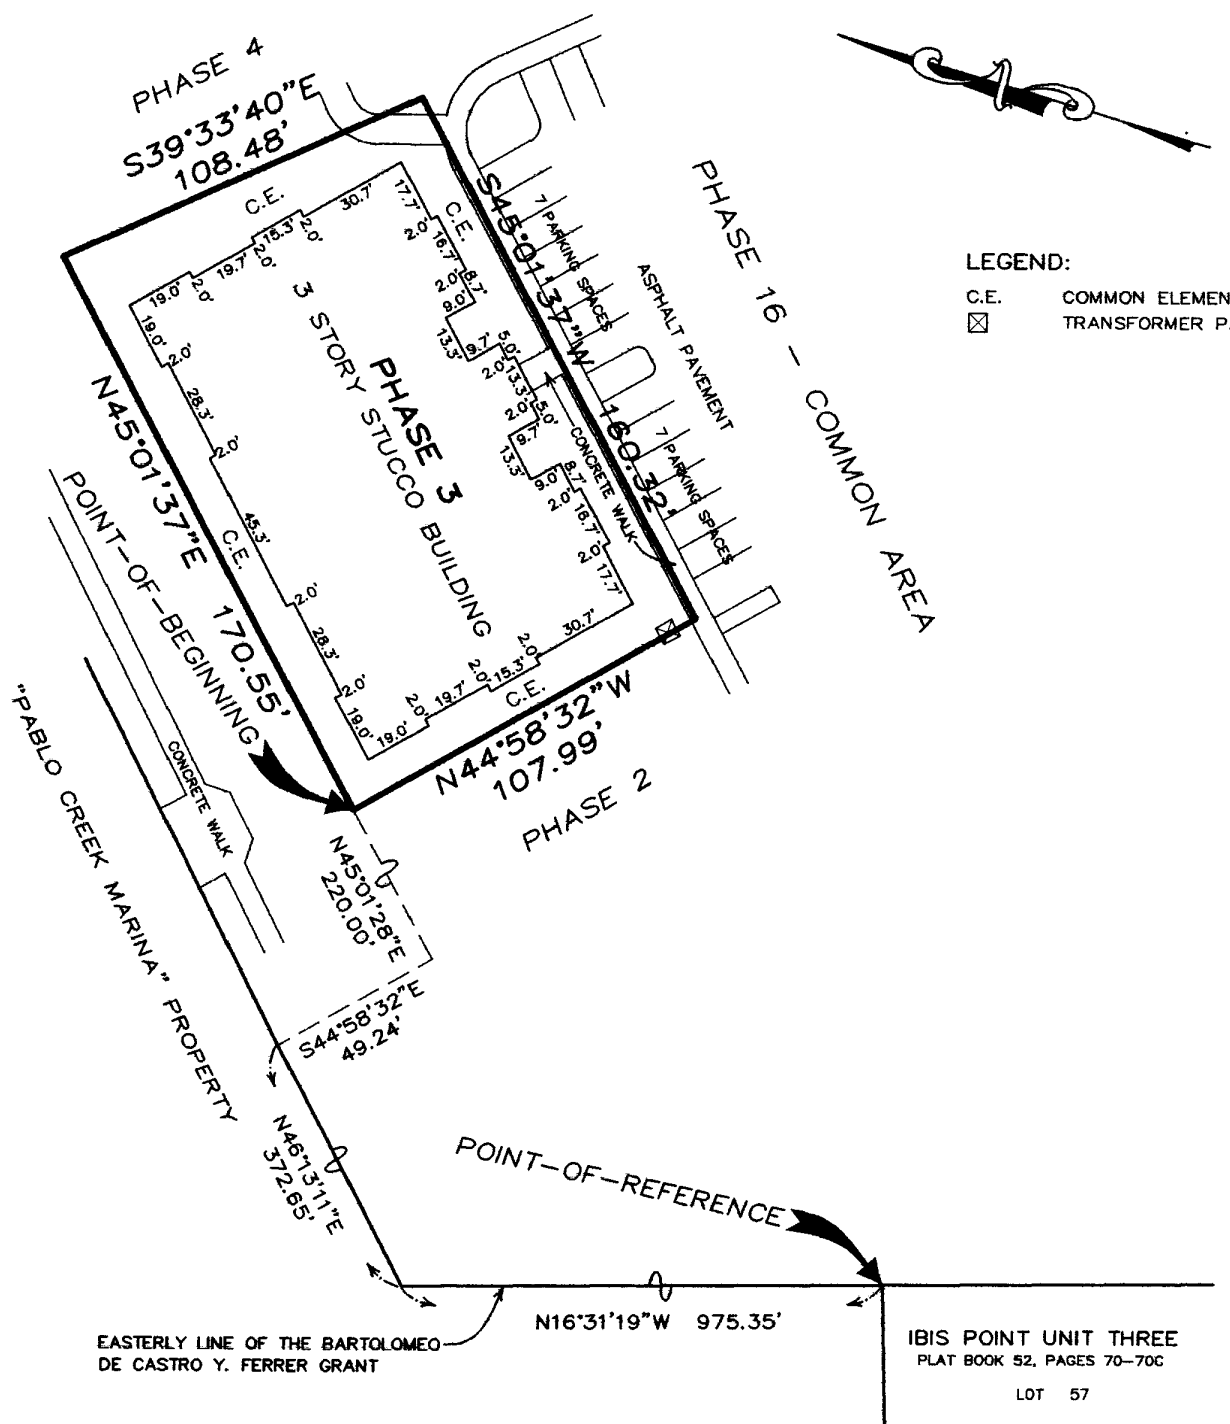 PHASE 4
S39°33'40"E
108.48'
C.E.
30.7'
2.0'
15.3'
2.0'
19.7'
2.0'
19.0'
17.7'
2.0'
C.E.
16.7'
2.0'
8.7'
9.0'
13.3'
9.7'
5.0'
2.0'
13.3'
2.0'
5.0'
9.7'
13.3'
9.0'
8.7'
2.0'
16.7'
2.0'
17.7'
30.7'
2.0'
15.3'
2.0'
19.7'
2.0'
19.0'
C.E.
19.0'
2.0'
28.3'
2.0'
45.3'
2.0'
28.3'
2.0'
19.0'
C.E.
PHASE 3
3 STORY STUCCO BUILDING
S45°01'37"W 160.32'
7 PARKING SPACES
ASPHALT PAVEMENT
7 PARKING SPACES
CONCRETE WALK
PHASE 16 - COMMON AREA
LEGEND:
C.E. COMMON ELEMEN
TRANSFORMER P
N45°01'37"E 170.55'
POINT-OF-BEGINNING
N44°58'32"W
107.99'
PHASE 2
CONCRETE WALK
"PABLO CREEK MARINA" PROPERTY
N45°01'28"E
220.00'
S44°58'32"E
49.24'
N46°13'11"E
372.65'
POINT-OF-REFERENCE
N16°31'19"W 975.35'
EASTERLY LINE OF THE BARTOLOMEO
DE CASTRO Y. FERRER GRANT
IBIS POINT UNIT THREE
PLAT BOOK 52, PAGES 70-70C
LOT 57